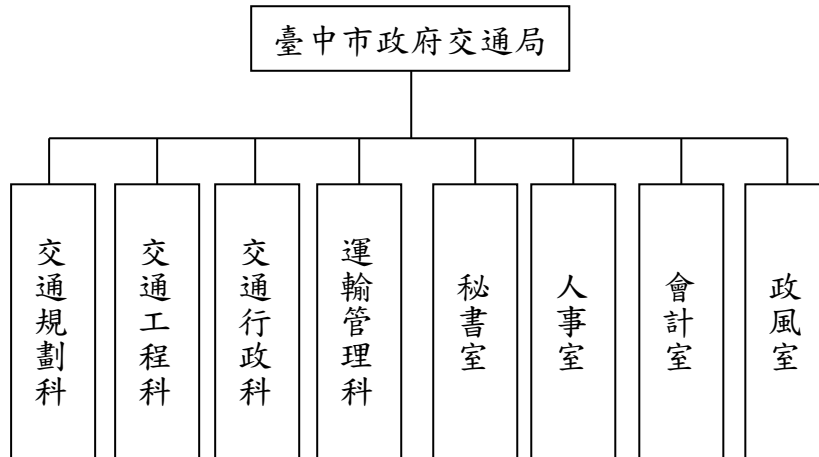 臺中市政府交通局
交通規劃科
交通工程科
交通行政科
運輸管理科
秘書室
人事室
會計室
政風室